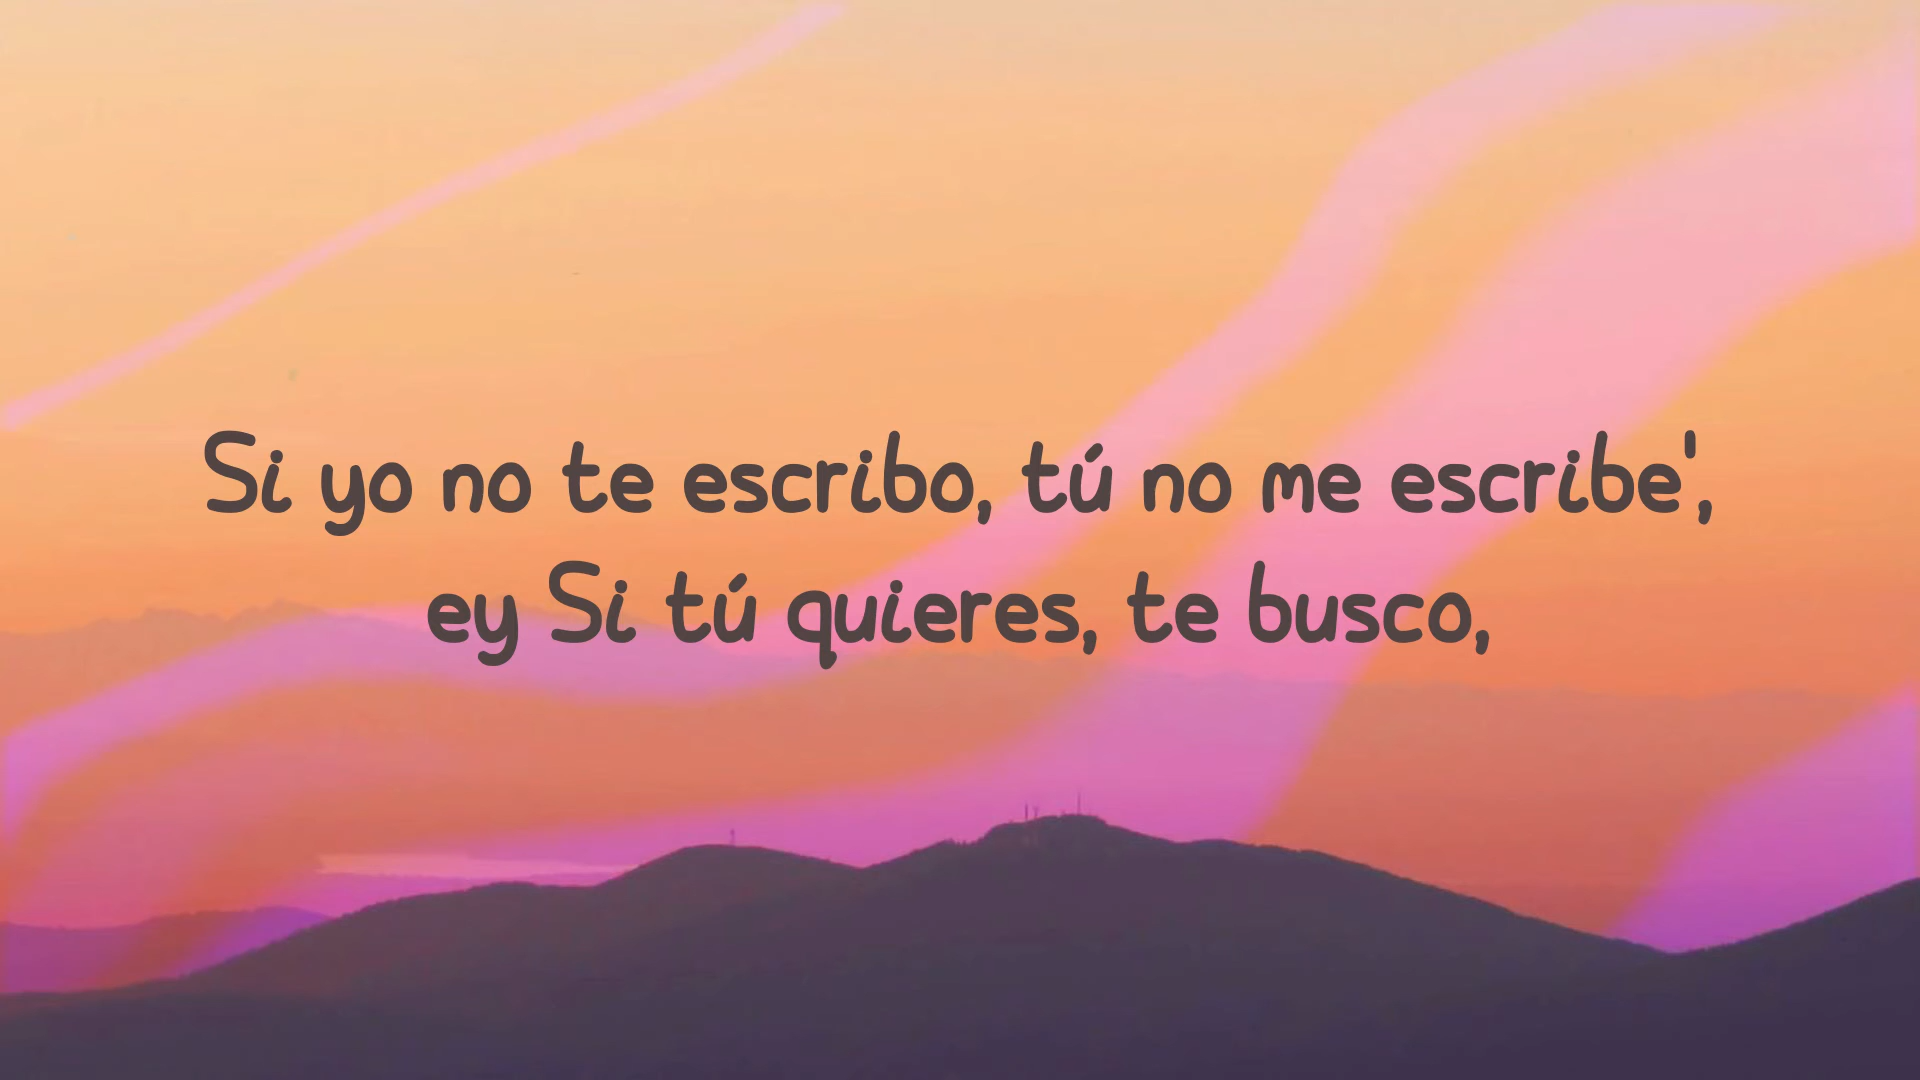 Si yo no te escribo, tú no me escribe',
ey Si tú quieres, te busco,